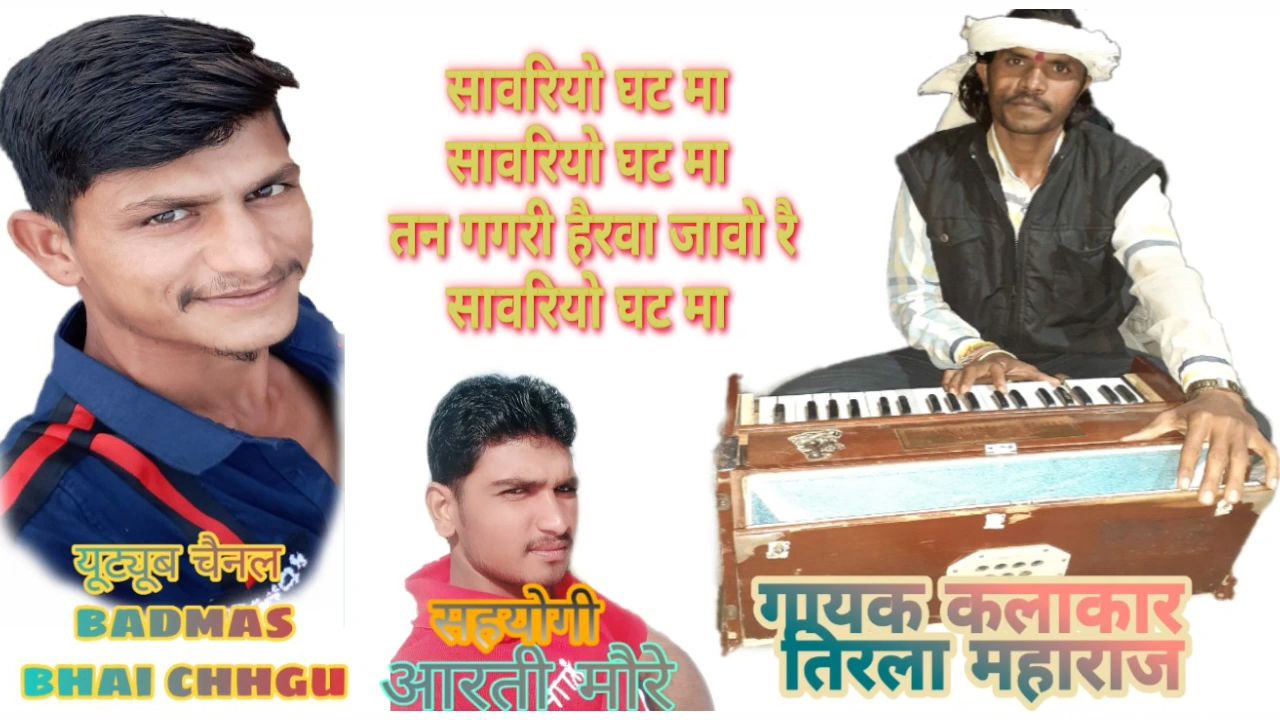 सावरियो घट मा
सावरियो घट मा
तन गगरी हैरवा जावो रै
सावरियो घट मा
यूट्यूब चैनल
BADMAS
BHAI CHHGU
सहयोगी
आरती मौरे
गायक कलाकार
तिरला महाराज